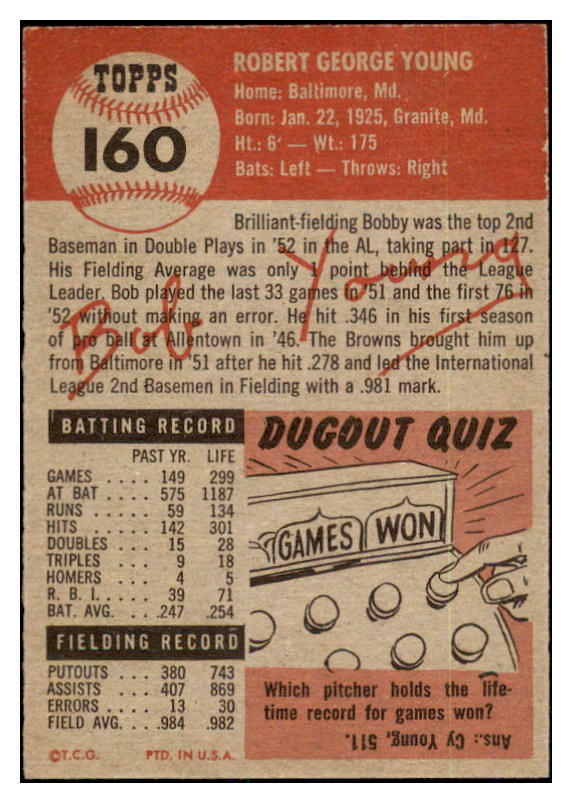 TOPPS
160
ROBERT GEORGE YOUNG
Home: Baltimore, Md.
Born: Jan. 22, 1925, Granite, Md.
Ht.: 6' — Wt.: 175
Bats: Left — Throws: Right
Brilliant-fielding Bobby was the top 2nd
Baseman in Double Plays in '52 in the AL, taking part in 127.
His Fielding Average was only 1 point behind the League
Leader. Bob played the last 33 games in '51 and the first 76 in
'52 without making an error. He hit .346 in his first season
of pro ball at Allentown in '46. The Browns brought him up
from Baltimore in '51 after he hit .278 and led the International
League 2nd Basemen in Fielding with a .981 mark.
Bob Young
BATTING RECORD
PAST YR. LIFE
GAMES .... 149 299
AT BAT .... 575 1187
RUNS .... 59 134
HITS .... 142 301
DOUBLES ... 15 28
TRIPLES ... 9 18
HOMERS ... 4 5
R. B. I. .... 39 71
BAT. AVG. .. .247 .254
FIELDING RECORD
PUTOUTS ... 380 743
ASSISTS ... 407 869
ERRORS ... 13 30
FIELD AVG. .. .984 .982
©T.C.G. PTD. IN U.S.A.
DUGOUT QUIZ
GAMES WON
Which pitcher holds the life-
time record for games won?
Ans.: Cy Young, 511.